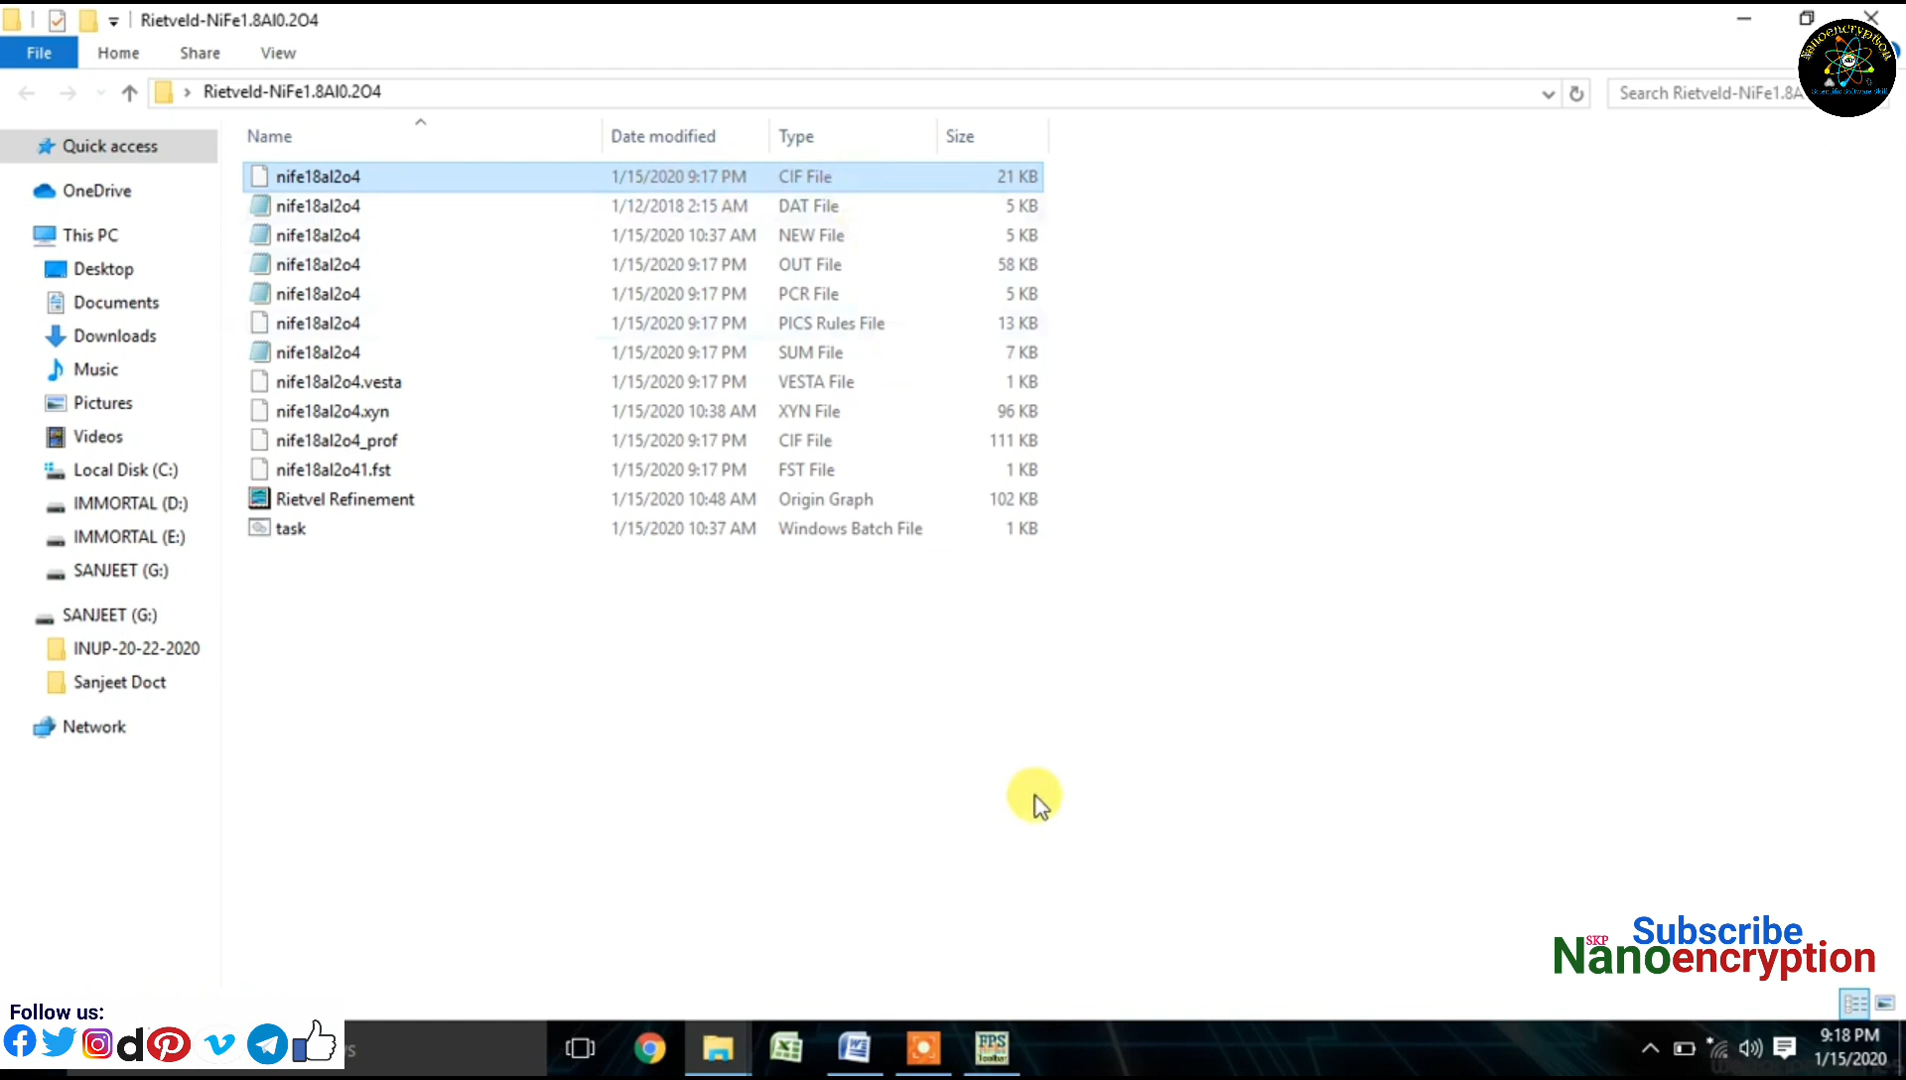 Rietveld-NiFe1.8Al0.2O4
File Home Share View
Rietveld-NiFe1.8Al0.2O4
Search Rietveld-NiFe1.8A
Nanoencryption
Name Date modified Type Size
nife18al2o4 1/15/2020 9:17 PM CIF File 21 KB
nife18al2o4 1/12/2018 2:15 AM DAT File 5 KB
nife18al2o4 1/15/2020 10:37 AM NEW File 5 KB
nife18al2o4 1/15/2020 9:17 PM OUT File 58 KB
nife18al2o4 1/15/2020 9:17 PM PCR File 5 KB
nife18al2o4 1/15/2020 9:17 PM PICS Rules File 13 KB
nife18al2o4 1/15/2020 9:17 PM SUM File 7 KB
nife18al2o4.vesta 1/15/2020 9:17 PM VESTA File 1 KB
nife18al2o4.xyn 1/15/2020 10:38 AM XYN File 96 KB
nife18al2o4_prof 1/15/2020 9:17 PM CIF File 111 KB
nife18al2o41.fst 1/15/2020 9:17 PM FST File 1 KB
Rietvel Refinement 1/15/2020 10:48 AM Origin Graph 102 KB
task 1/15/2020 10:37 AM Windows Batch File 1 KB
Quick access
OneDrive
This PC
Desktop
Documents
Downloads
Music
Pictures
Videos
Local Disk (C:)
IMMORTAL (D:)
IMMORTAL (E:)
SANJEET (G:)
SANJEET (G:)
INUP-20-22-2020
Sanjeet Doct
Network
Subscribe
SKP
Nanoencryption
Follow us:
FPS
Toolbar
9:18 PM
1/15/2020